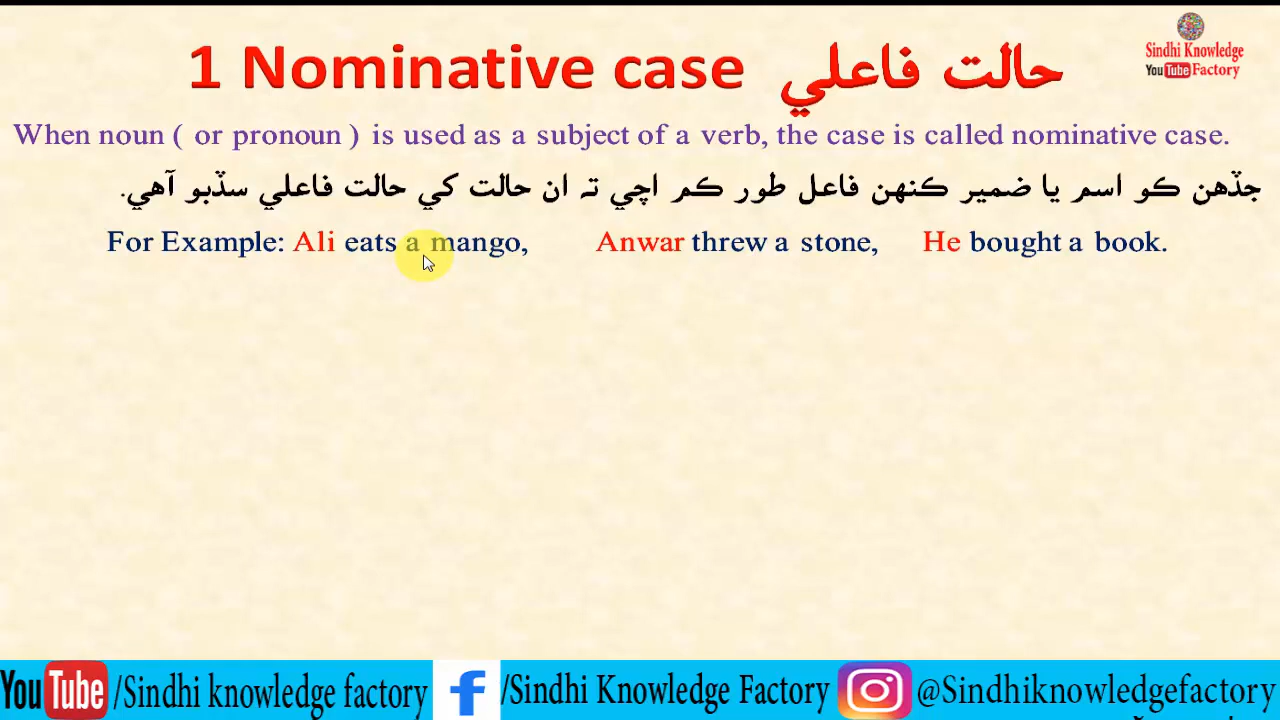 1 Nominative case حالت فاعلي
Sindhi Knowledge
YouTube Factory
When noun ( or pronoun ) is used as a subject of a verb, the case is called nominative case.
جڏهن ڪو اسم يا ضمير ڪنهن فاعل طور ڪم اچي ته ان حالت کي حالت فاعلي سڏبو آهي.
For Example: Ali eats a mango, Anwar threw a stone, He bought a book.
YouTube /Sindhi knowledge factory f /Sindhi Knowledge Factory @Sindhiknowledgefactory